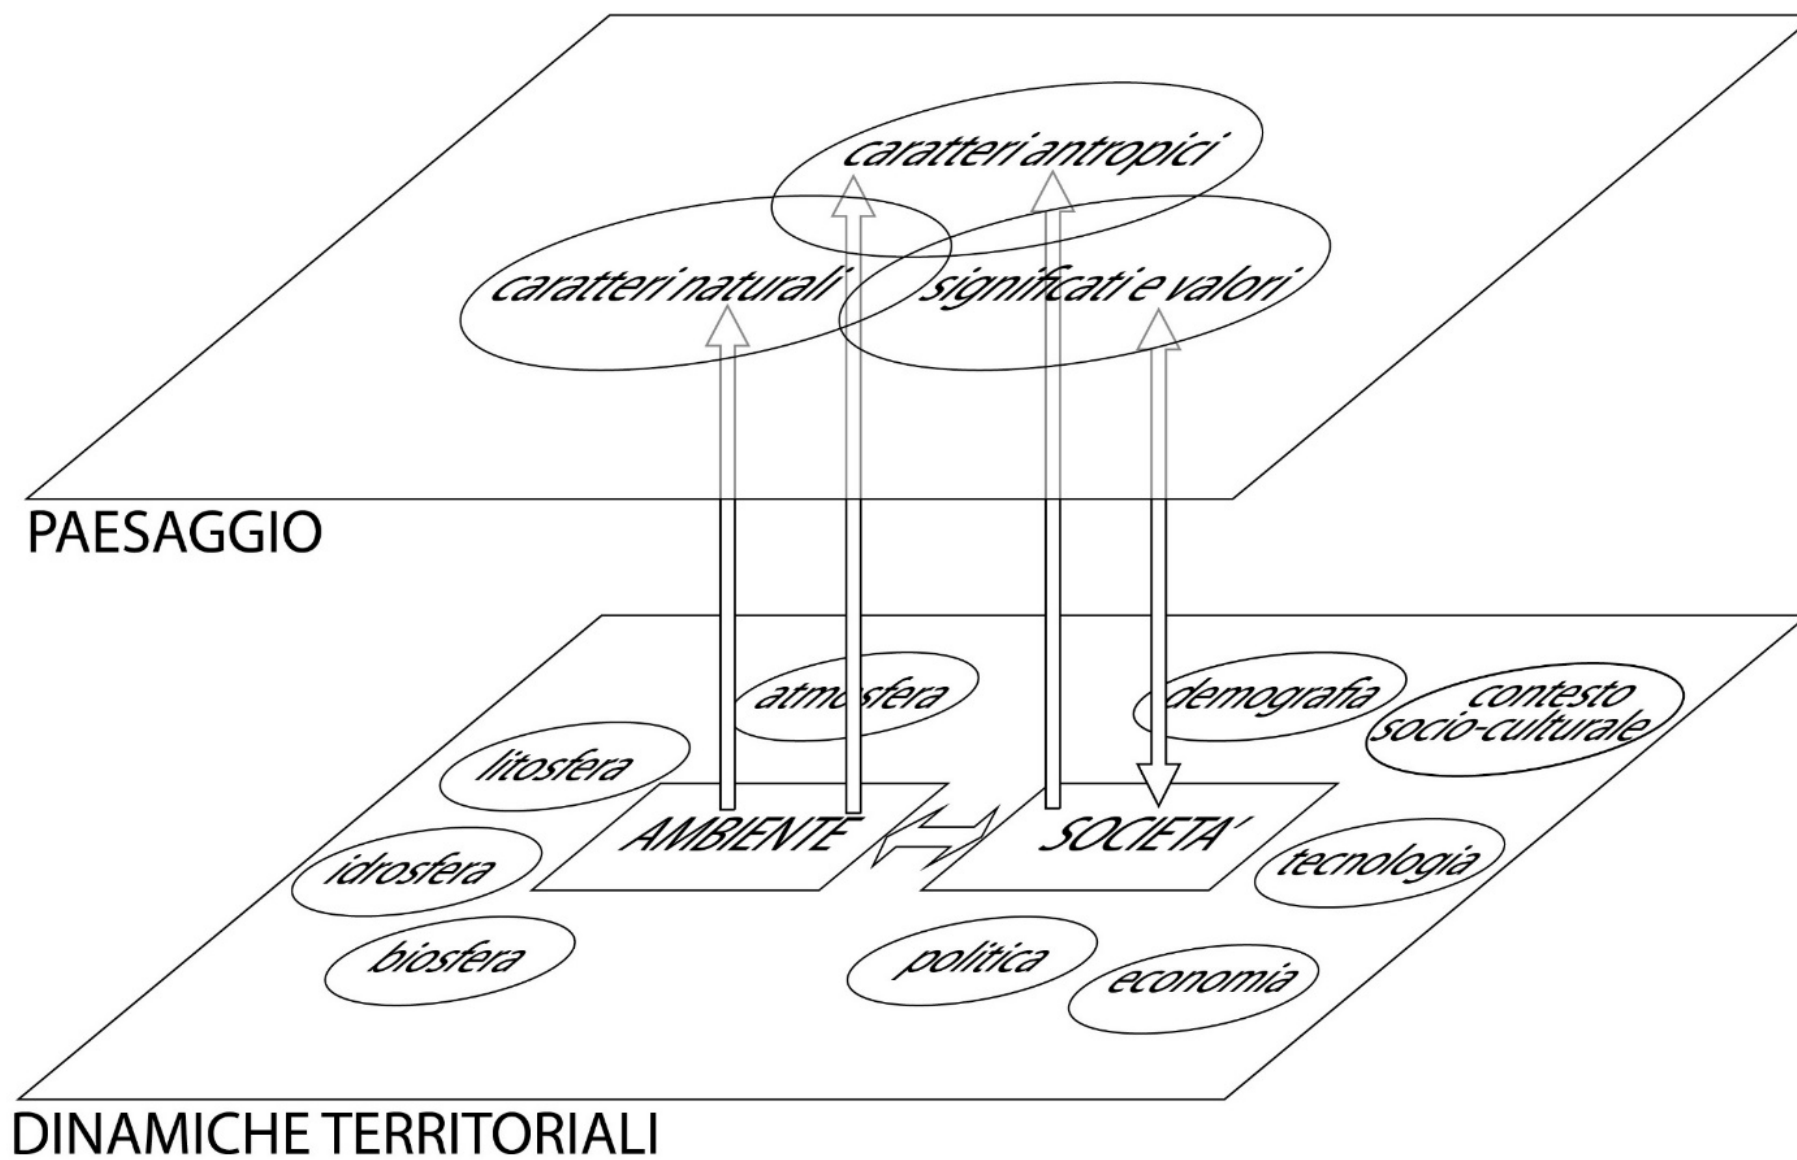 caratteri antropici
caratteri naturali
significati e valori
PAESAGGIO
atmosfera
demografia
contesto
socio-culturale
litosfera
AMBIENTE
SOCIETA'
tecnologia
idrosfera
biosfera
politica
economia
DINAMICHE TERRITORIALI